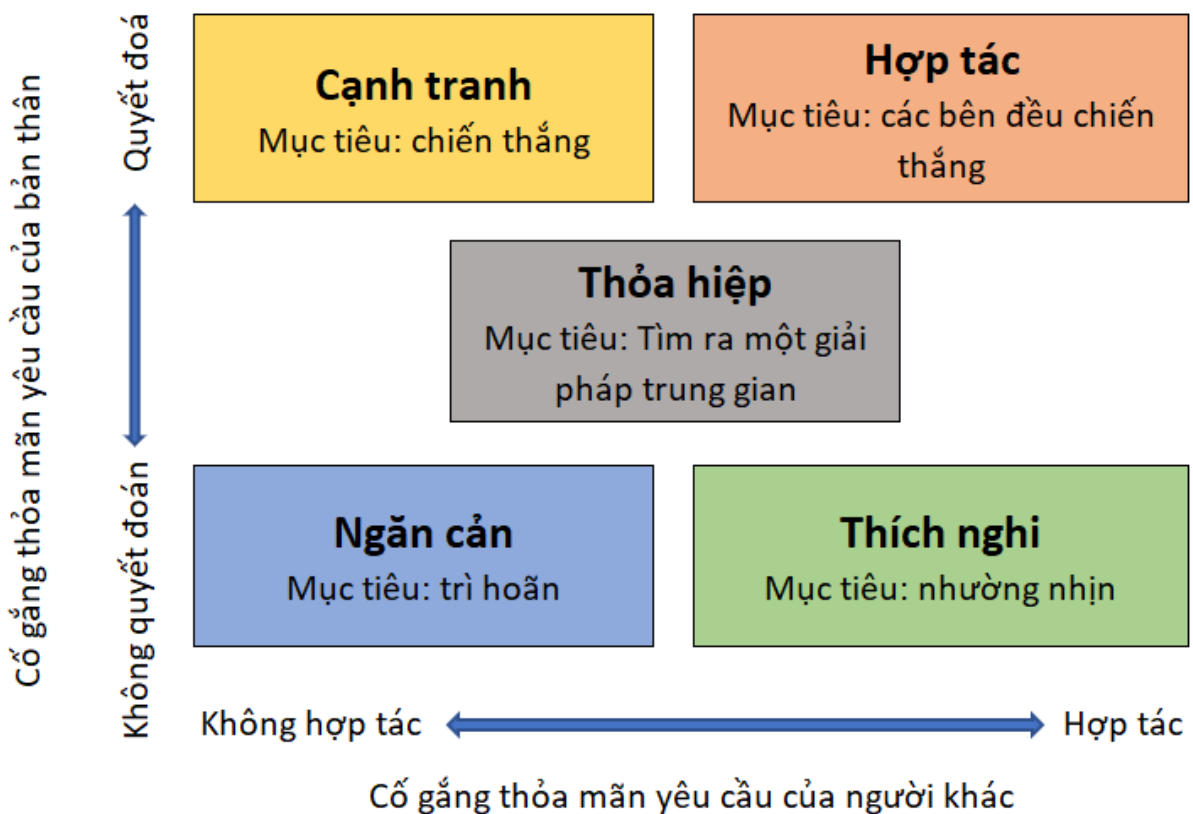 Cố gắng thỏa mãn yêu cầu của bản thân
Quyết đoá
Không quyết đoán
Cạnh tranh
Mục tiêu: chiến thắng
Hợp tác
Mục tiêu: các bên đều chiến
thắng
Thỏa hiệp
Mục tiêu: Tìm ra một giải
pháp trung gian
Ngăn cản
Mục tiêu: trì hoãn
Thích nghi
Mục tiêu: nhường nhịn
Không hợp tác
Hợp tác
Cố gắng thỏa mãn yêu cầu của người khác